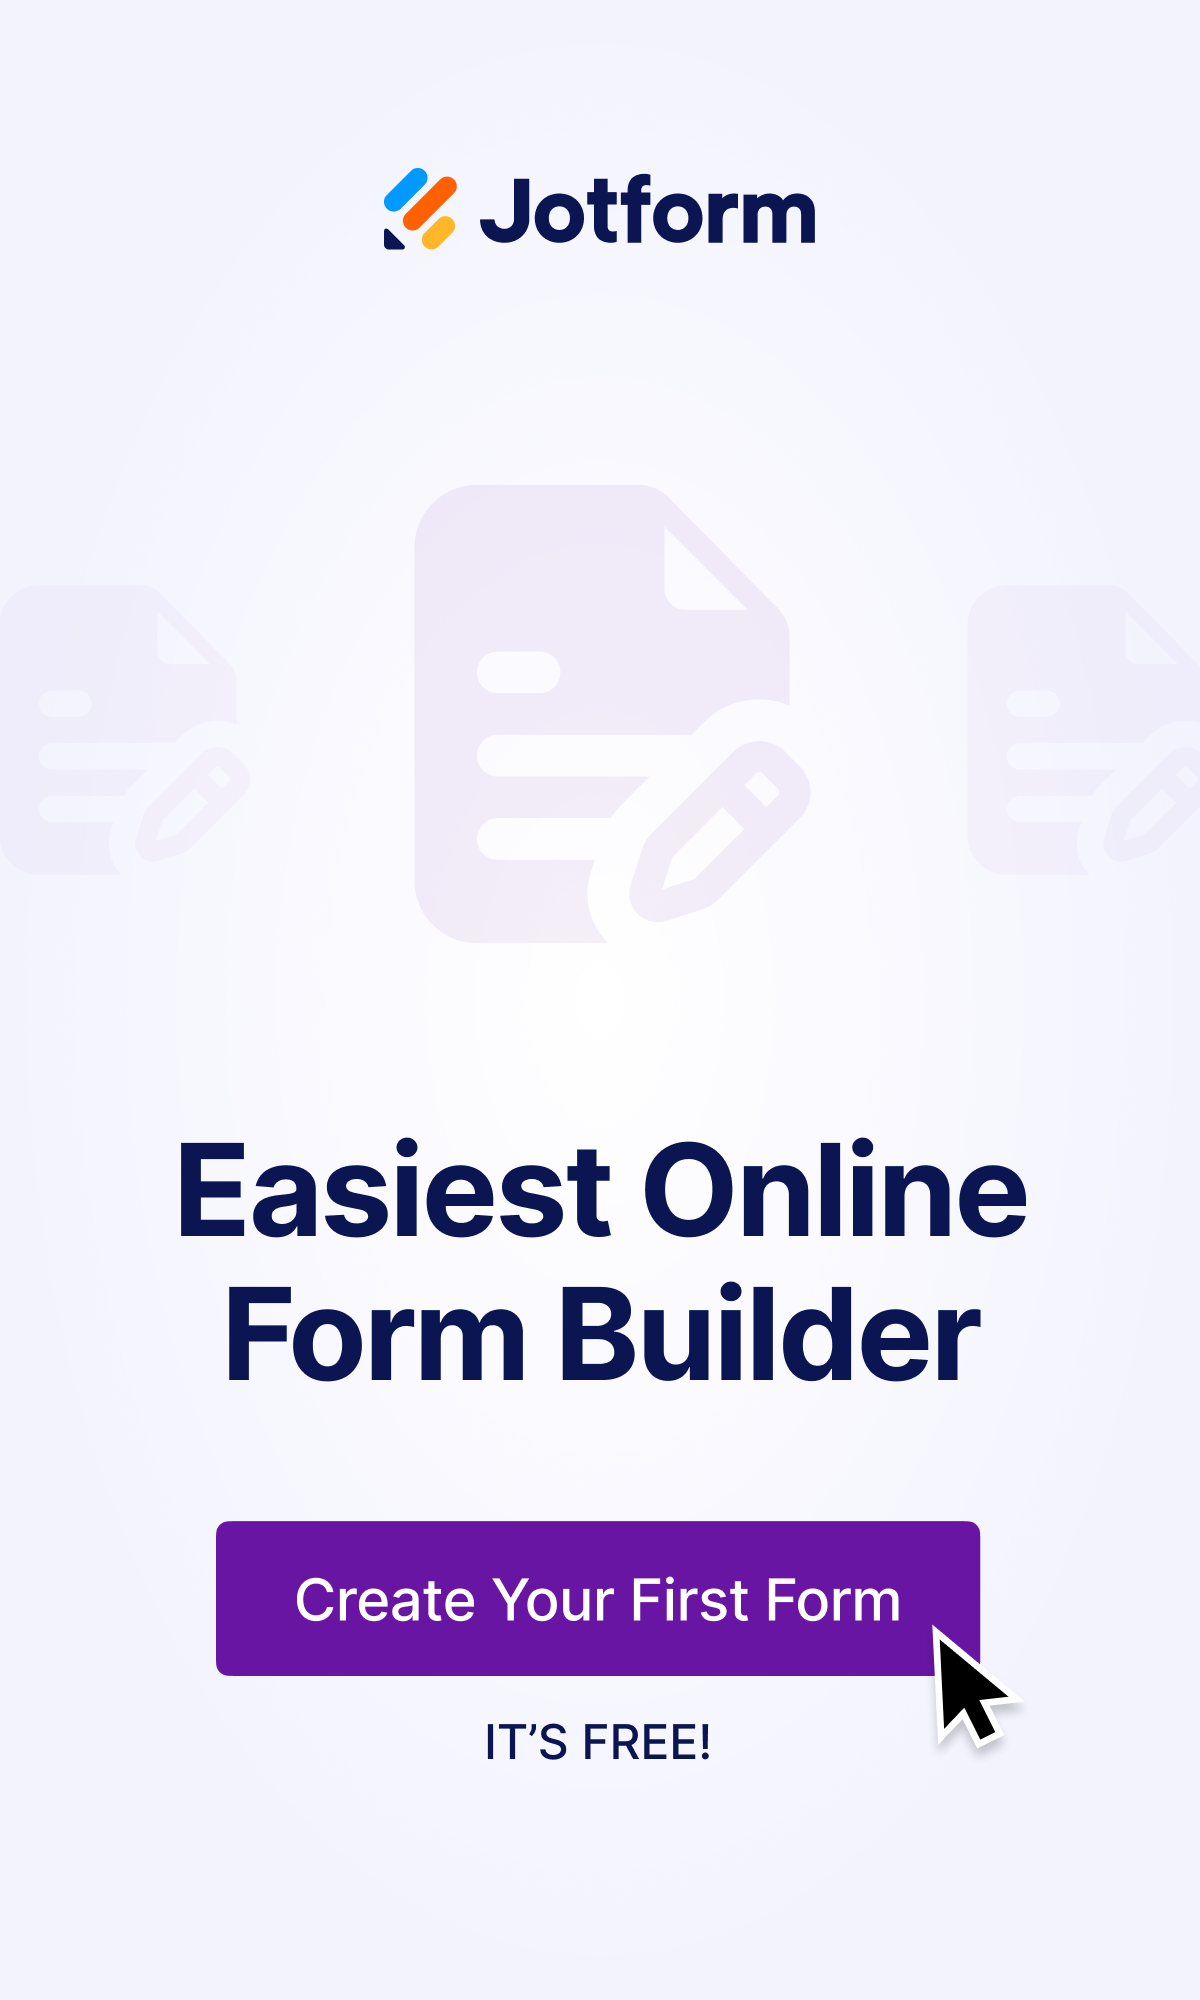 Jotform
Easiest Online
Form Builder
Create Your First Form
IT’S FREE!